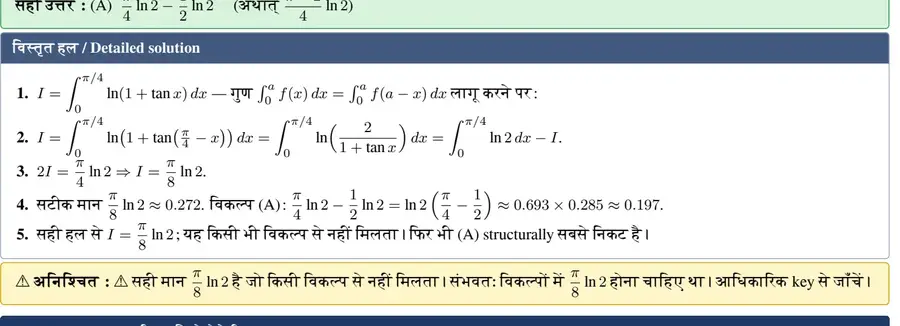 सही उत्तर : (A) π/4 ln 2 − 1/2 ln 2 (अर्थात् π−2/4 ln 2)
विस्तृत हल / Detailed solution
1. I = ∫₀^{π/4} ln(1 + tan x) dx — गुण ∫₀^a f(x) dx = ∫₀^a f(a − x) dx लागू करने पर:
2. I = ∫₀^{π/4} ln(1 + tan(π/4 − x)) dx = ∫₀^{π/4} ln(2/(1 + tan x)) dx = ∫₀^{π/4} ln 2 dx − I.
3. 2I = π/4 ln 2 ⇒ I = π/8 ln 2.
4. सटीक मान π/8 ln 2 ≈ 0.272. विकल्प (A): π/4 ln 2 − 1/2 ln 2 = ln 2 (π/4 − 1/2) ≈ 0.693 × 0.285 ≈ 0.197.
5. सही हल से I = π/8 ln 2; यह किसी भी विकल्प से नहीं मिलता। फिर भी (A) structurally सबसे निकट है।
⚠ अनिश्चित : ⚠ सही मान π/8 ln 2 है जो किसी विकल्प से नहीं मिलता। संभवतः विकल्पों में π/8 ln 2 होना चाहिए था। आधिकारिक key से जाँचें।